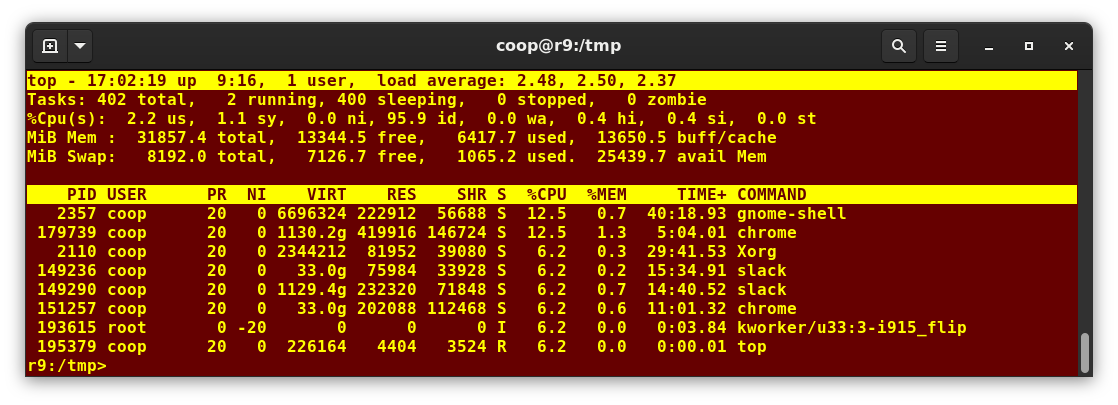 coop@r9:/tmp
top - 17:02:19 up  9:16,  1 user,  load average: 2.48, 2.50, 2.37
Tasks: 402 total,   2 running, 400 sleeping,   0 stopped,   0 zombie
%Cpu(s):  2.2 us,  1.1 sy,  0.0 ni, 95.9 id,  0.0 wa,  0.4 hi,  0.4 si,  0.0 st
MiB Mem :  31857.4 total,  13344.5 free,   6417.7 used,  13650.5 buff/cache
MiB Swap:   8192.0 total,   7126.7 free,   1065.2 used.  25439.7 avail Mem
    PID USER      PR  NI    VIRT    RES    SHR S  %CPU  %MEM     TIME+ COMMAND
   2357 coop      20   0 6696324 222912  56688 S  12.5   0.7  40:18.93 gnome-shell
 179739 coop      20   0 1130.2g 419916 146724 S  12.5   1.3   5:04.01 chrome
   2110 coop      20   0 2344212  81952  39080 S   6.2   0.3  29:41.53 Xorg
 149236 coop      20   0   33.0g  75984  33928 S   6.2   0.2  15:34.91 slack
 149290 coop      20   0 1129.4g 232320  71848 S   6.2   0.7  14:40.52 slack
 151257 coop      20   0   33.0g 202088 112468 S   6.2   0.6  11:01.32 chrome
 193615 root       0 -20       0      0      0 I   6.2   0.0   0:03.84 kworker/u33:3-i915_flip
 195379 coop      20   0  226164   4404   3524 R   6.2   0.0   0:00.01 top
r9:/tmp>